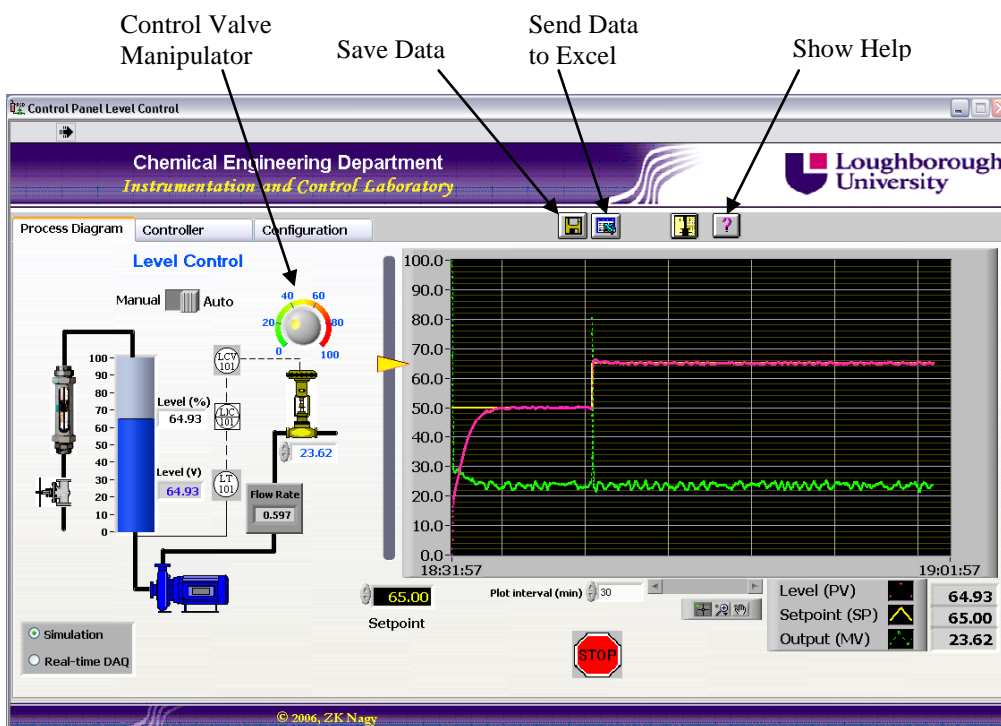 Control Valve
Manipulator
Save Data
Send Data
to Excel
Show Help
Control Panel Level Control
Chemical Engineering Department
Instrumentation and Control Laboratory
Loughborough
University
Process Diagram
Controller
Configuration
?
Level Control
Manual
Auto
0
20
40
60
80
100
100
90
80
70
60
50
40
30
20
10
0
Level (%)
64.93
Level (V)
64.93
LCV
101
LIC
101
LT
101
23.62
Flow Rate
0.597
100.0
90.0
80.0
70.0
60.0
50.0
40.0
30.0
20.0
10.0
0.0
18:31:57
19:01:57
65.00
Setpoint
Plot interval (min)
30
Level (PV)
64.93
Setpoint (SP)
65.00
Output (MV)
23.62
STOP
Simulation
Real-time DAQ
© 2006, ZK Nagy